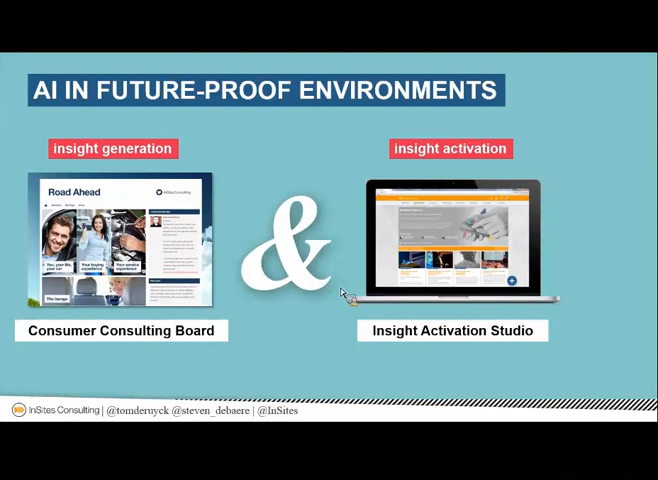 AI IN FUTURE-PROOF ENVIRONMENTS
insight generation
insight activation
Road Ahead
InSites Consulting
You, your life,
your car
Your buying
experience
Your service
experience
The lounge
&
Consumer Consulting Board
Insight Activation Studio
InSites Consulting | @tomderuyck @steven_debaere | @InSites